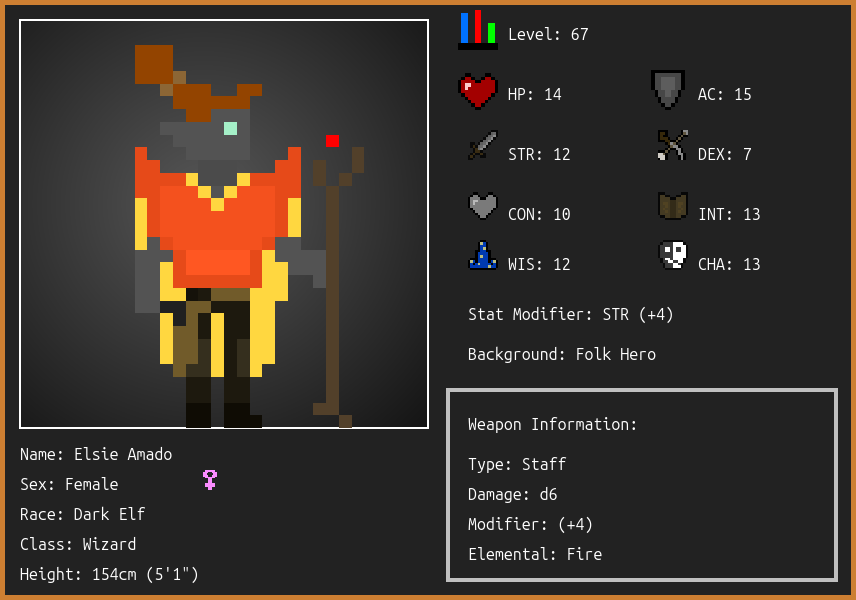 Level: 67
HP: 14
AC: 15
STR: 12
DEX: 7
CON: 10
INT: 13
WIS: 12
CHA: 13
Stat Modifier: STR (+4)
Background: Folk Hero
Weapon Information:
Type: Staff
Damage: d6
Modifier: (+4)
Elemental: Fire
Name: Elsie Amado
Sex: Female
Race: Dark Elf
Class: Wizard
Height: 154cm (5'1")